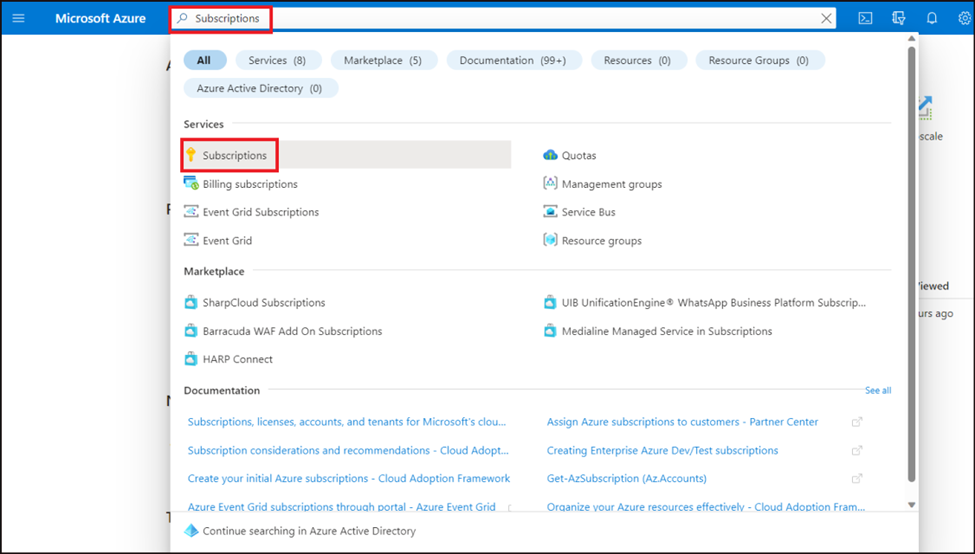 Microsoft Azure
Subscriptions
All Services (8) Marketplace (5) Documentation (99+) Resources (0) Resource Groups (0)
Azure Active Directory (0)
Services
Subscriptions
Quotas
Billing subscriptions
Management groups
Event Grid Subscriptions
Service Bus
Event Grid
Resource groups
Marketplace
SharpCloud Subscriptions
UIB UnificationEngine® WhatsApp Business Platform Subscrip...
Barracuda WAF Add On Subscriptions
Medialine Managed Service in Subscriptions
HARP Connect
Documentation
See all
Subscriptions, licenses, accounts, and tenants for Microsoft's clou...
Assign Azure subscriptions to customers - Partner Center
Subscription considerations and recommendations - Cloud Adopt...
Creating Enterprise Azure Dev/Test subscriptions
Create your initial Azure subscriptions - Cloud Adoption Framework
Get-AzSubscription (Az.Accounts)
Azure Event Grid subscriptions through portal - Azure Event Grid
Organize your Azure resources effectively - Cloud Adoption Fram...
Continue searching in Azure Active Directory